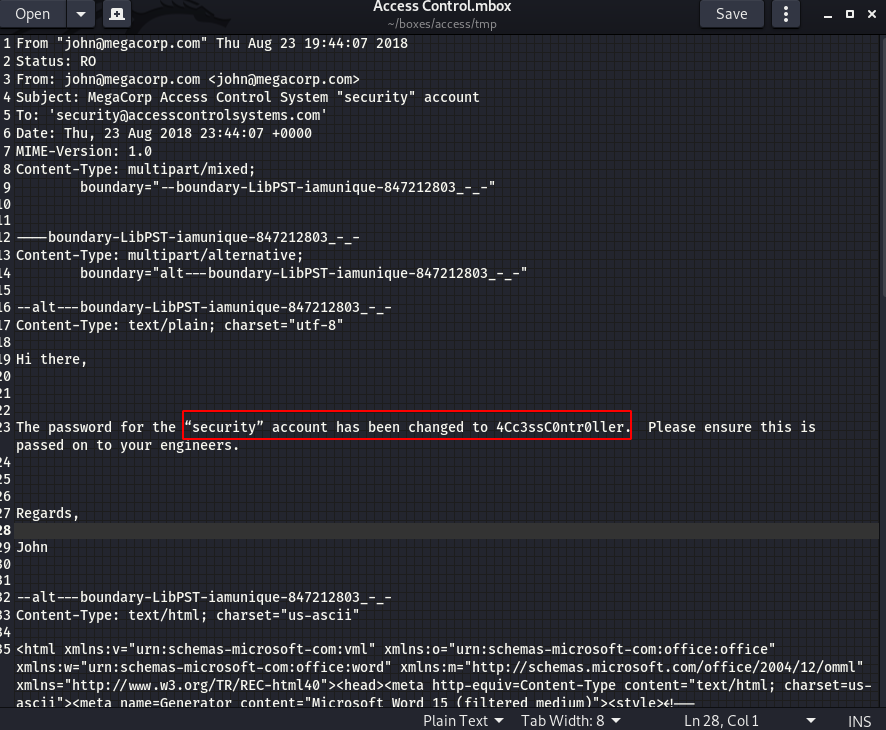 Open
Access Control.mbox
~/boxes/access/tmp
Save
1 From "john@megacorp.com" Thu Aug 23 19:44:07 2018
2 Status: RO
3 From: john@megacorp.com <john@megacorp.com>
4 Subject: MegaCorp Access Control System "security" account
5 To: 'security@accesscontrolsystems.com'
6 Date: Thu, 23 Aug 2018 23:44:07 +0000
7 MIME-Version: 1.0
8 Content-Type: multipart/mixed;
9 boundary="--boundary-LibPST-iamunique-847212803_-_-"
10
11
12 ----boundary-LibPST-iamunique-847212803_-_-
13 Content-Type: multipart/alternative;
14 boundary="alt---boundary-LibPST-iamunique-847212803_-_-"
15
16 --alt---boundary-LibPST-iamunique-847212803_-_-
17 Content-Type: text/plain; charset="utf-8"
18
19 Hi there,
20
21
22
23 The password for the “security” account has been changed to 4Cc3ssC0ntr0ller.  Please ensure this is
passed on to your engineers.
24
25
26
27 Regards,
28
29 John
30
31
32 --alt---boundary-LibPST-iamunique-847212803_-_-
33 Content-Type: text/html; charset="us-ascii"
34
35 <html xmlns:v="urn:schemas-microsoft-com:vml" xmlns:o="urn:schemas-microsoft-com:office:office"
xmlns:w="urn:schemas-microsoft-com:office:word" xmlns:m="http://schemas.microsoft.com/office/2004/12/omml"
xmlns="http://www.w3.org/TR/REC-html40"><head><meta http-equiv=Content-Type content="text/html; charset=us-
ascii"><meta name=Generator content="Microsoft Word 15 (filtered medium)"><style><!--
Plain Text Tab Width: 8 Ln 28, Col 1 INS